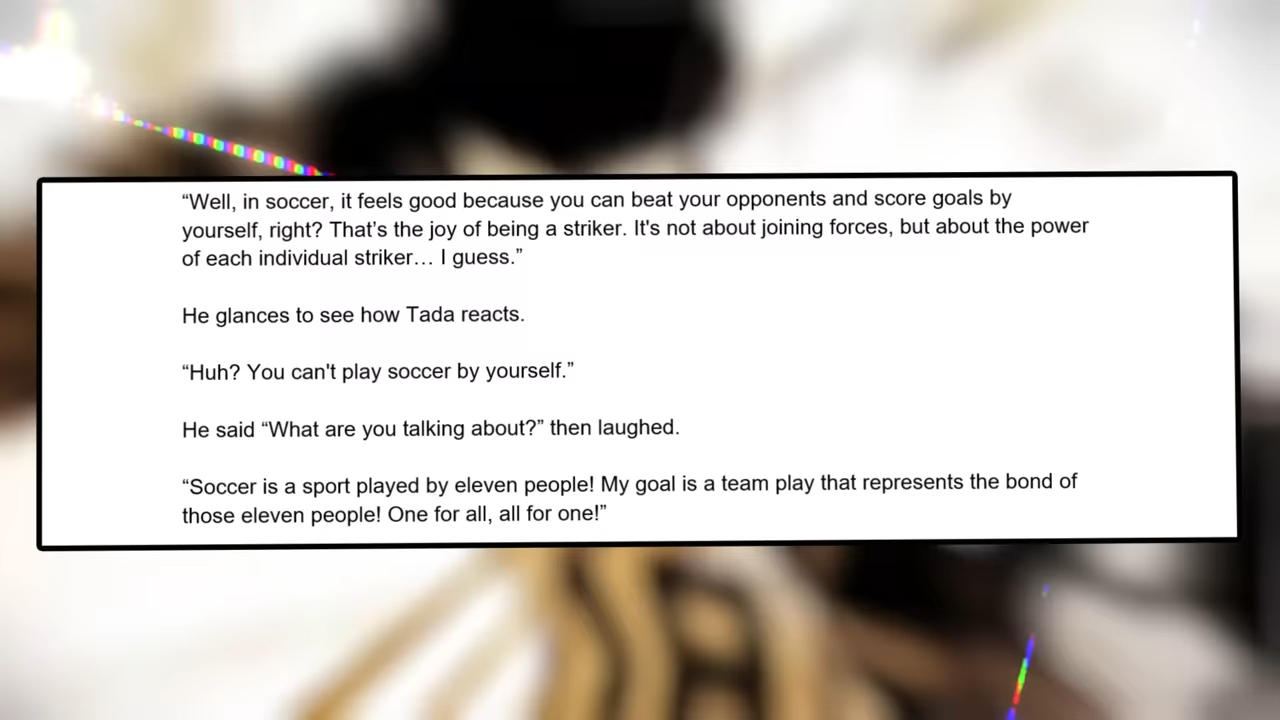 “Well, in soccer, it feels good because you can beat your opponents and score goals by
yourself, right? That’s the joy of being a striker. It's not about joining forces, but about the power
of each individual striker… I guess.”
He glances to see how Tada reacts.
“Huh? You can't play soccer by yourself.”
He said “What are you talking about?” then laughed.
“Soccer is a sport played by eleven people! My goal is a team play that represents the bond of
those eleven people! One for all, all for one!”